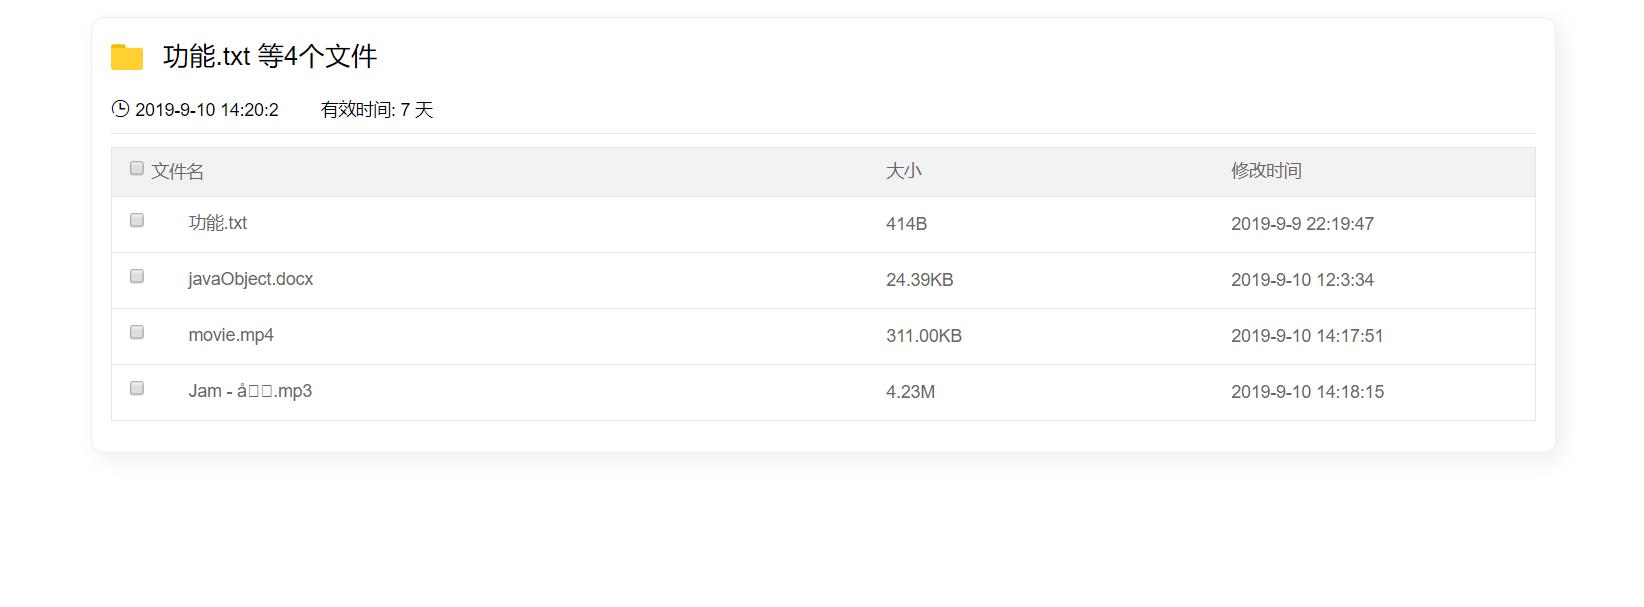 功能.txt 等4个文件
2019-9-10 14:20:2 有效时间: 7 天
文件名 大小 修改时间
功能.txt 414B 2019-9-9 22:19:47
javaObject.docx 24.39KB 2019-9-10 12:3:34
movie.mp4 311.00KB 2019-9-10 14:17:51
Jam - å□□.mp3 4.23M 2019-9-10 14:18:15